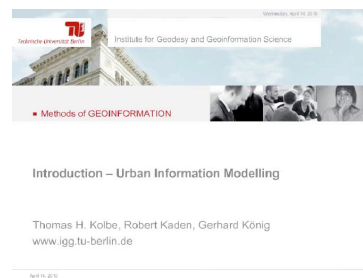 Wednesday, April 14, 2010
Technische Universität Berlin
Institute for Geodesy and Geoinformation Science
Methods of GEOINFORMATION
Introduction – Urban Information Modelling
Thomas H. Kolbe, Robert Kaden, Gerhard König
www.igg.tu-berlin.de
April 14, 2010